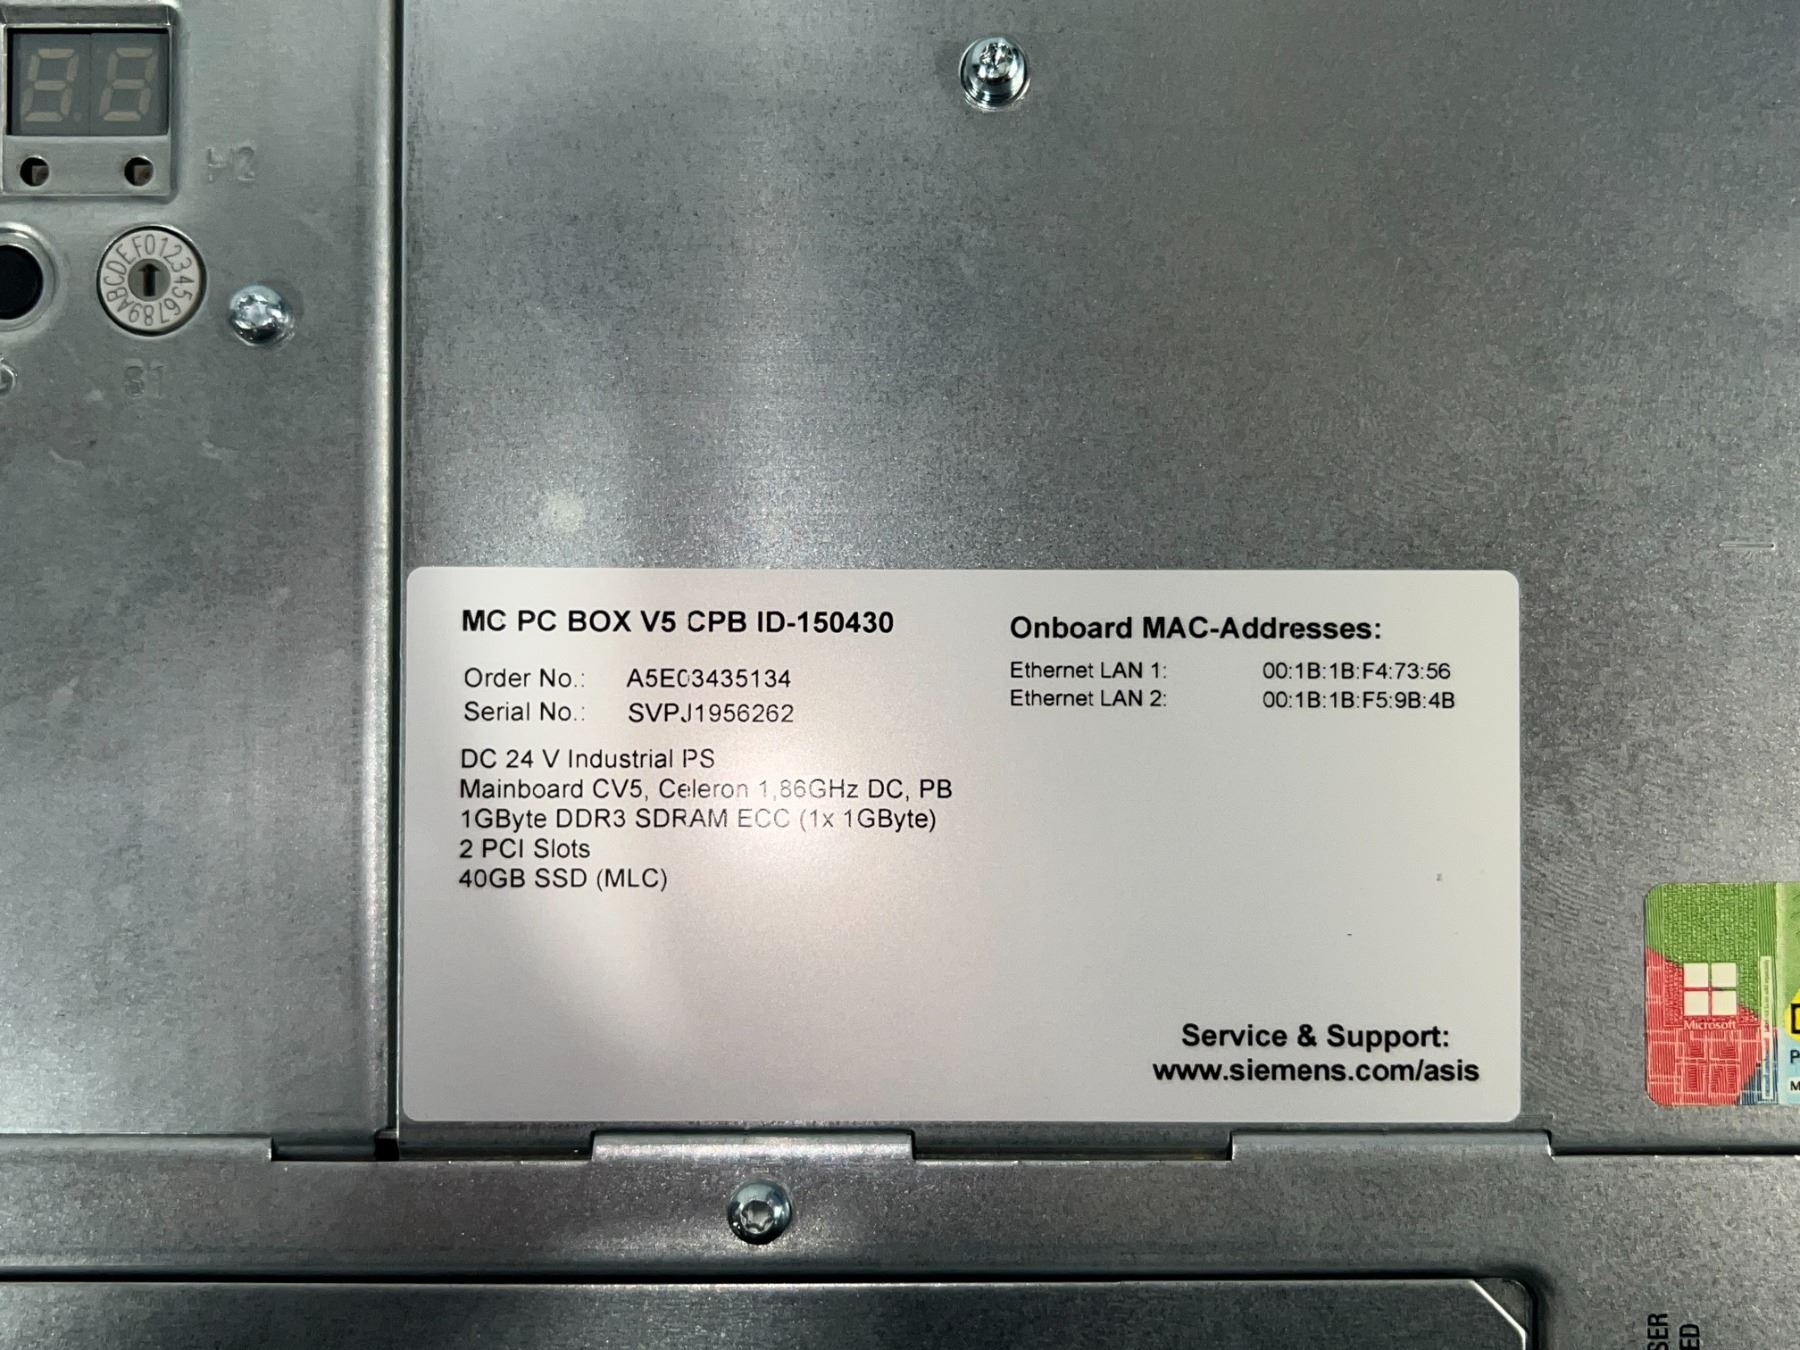 8.8
H2
0123456789ABCDEF
S1
MC PC BOX V5 CPB ID-150430
Order No.: A5E03435134
Serial No.: SVPJ1956262
DC 24 V Industrial PS
Mainboard CV5, Celeron 1,86GHz DC, PB
1GByte DDR3 SDRAM ECC (1x 1GByte)
2 PCI Slots
40GB SSD (MLC)
Onboard MAC-Addresses:
Ethernet LAN 1: 00:1B:1B:F4:73:56
Ethernet LAN 2: 00:1B:1B:F5:9B:4B
Service & Support:
www.siemens.com/asis
Microsoft